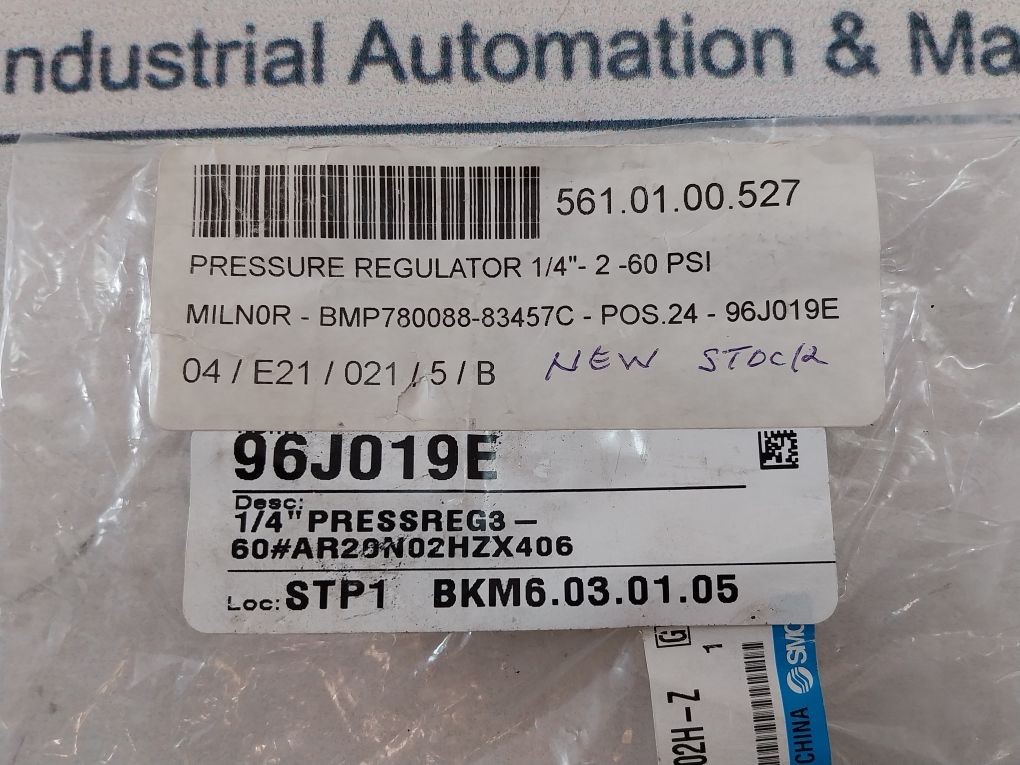 ndustrial Automation & Ma
561.01.00.527
PRESSURE REGULATOR 1/4"- 2 -60 PSI
MILN0R - BMP780088-83457C - POS.24 - 96J019E
04 / E21 / 021 / 5 / B NEW STOCK
96J019E
Desc:
1/4" PRESSREG3 –
60#AR20N02HZX406
Loc: STP1 BKM6.03.01.05
02H-Z
1
SMC
CHINA